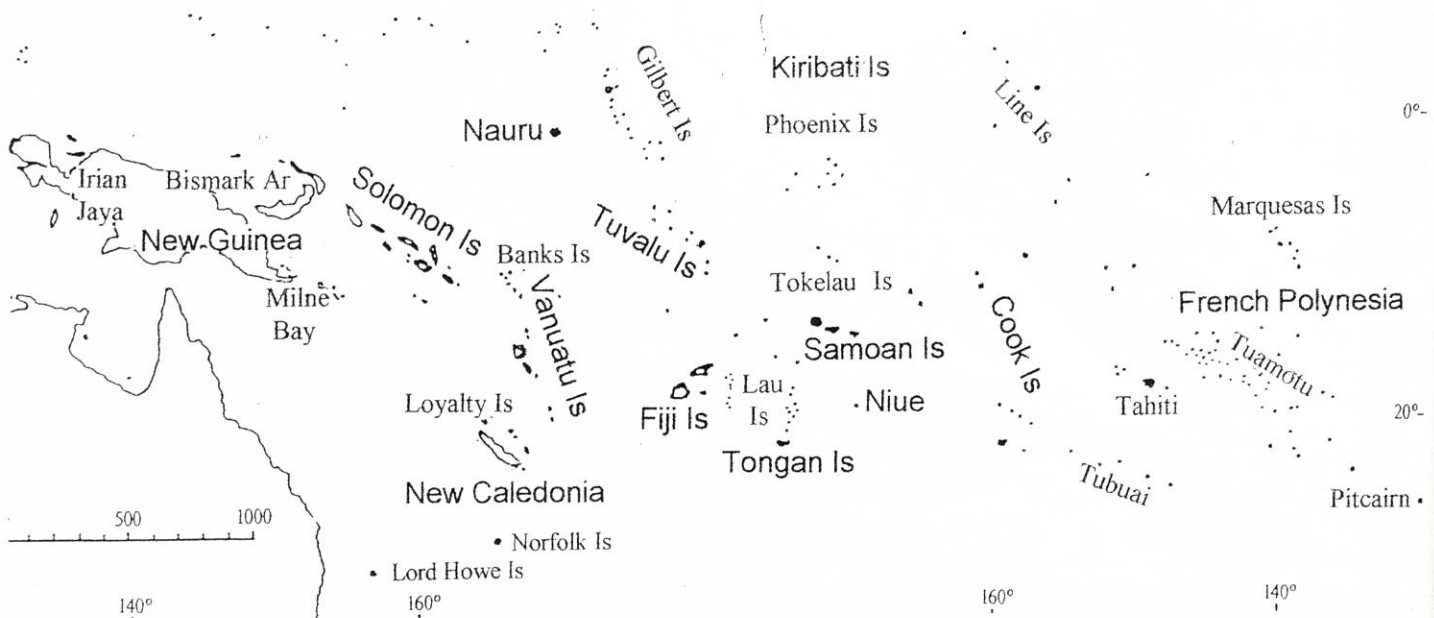 Gilbert Is
Kiribati Is
Line Is
0°-
Nauru
Phoenix Is
Irian
Jaya
Bismark Ar
Solomon Is
New Guinea
Tuvalu Is
Marquesas Is
Banks Is
Milne
Bay
Vanuatu Is
Tokelau Is
Cook Is
French Polynesia
Samoan Is
Tuamotu
Loyalty Is
Fiji Is
Lau
Is
Niue
Tahiti
20°-
Tongan Is
New Caledonia
Tubuai
Pitcairn
500
1000
Norfolk Is
Lord Howe Is
140°
160°
160°
140°